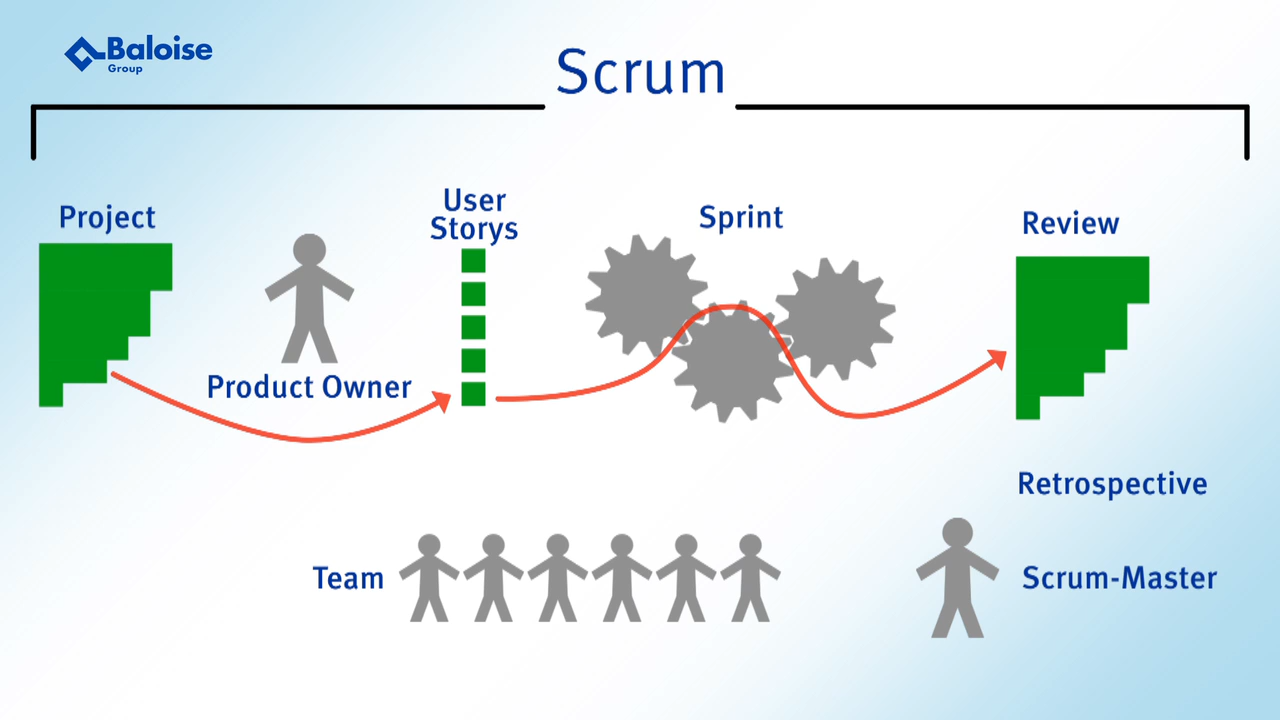 Baloise
Group
Scrum
Project
User
Storys
Sprint
Review
Product Owner
Retrospective
Team
Scrum-Master